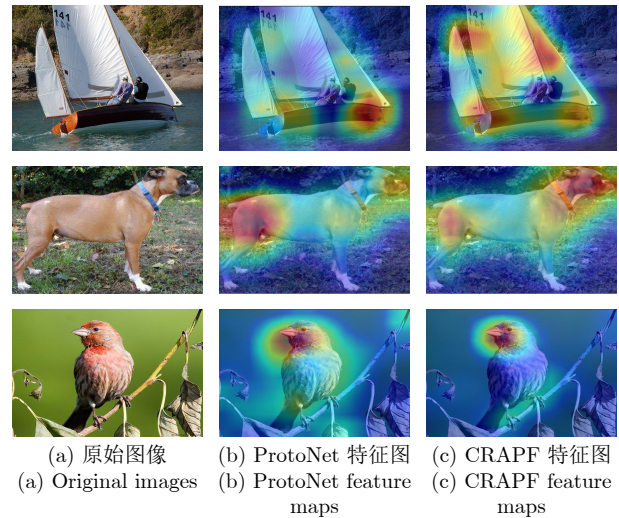 141
141
141
(a) 原始图像
(a) Original images
(b) ProtoNet 特征图
(b) ProtoNet feature
maps
(c) CRAPF 特征图
(c) CRAPF feature
maps